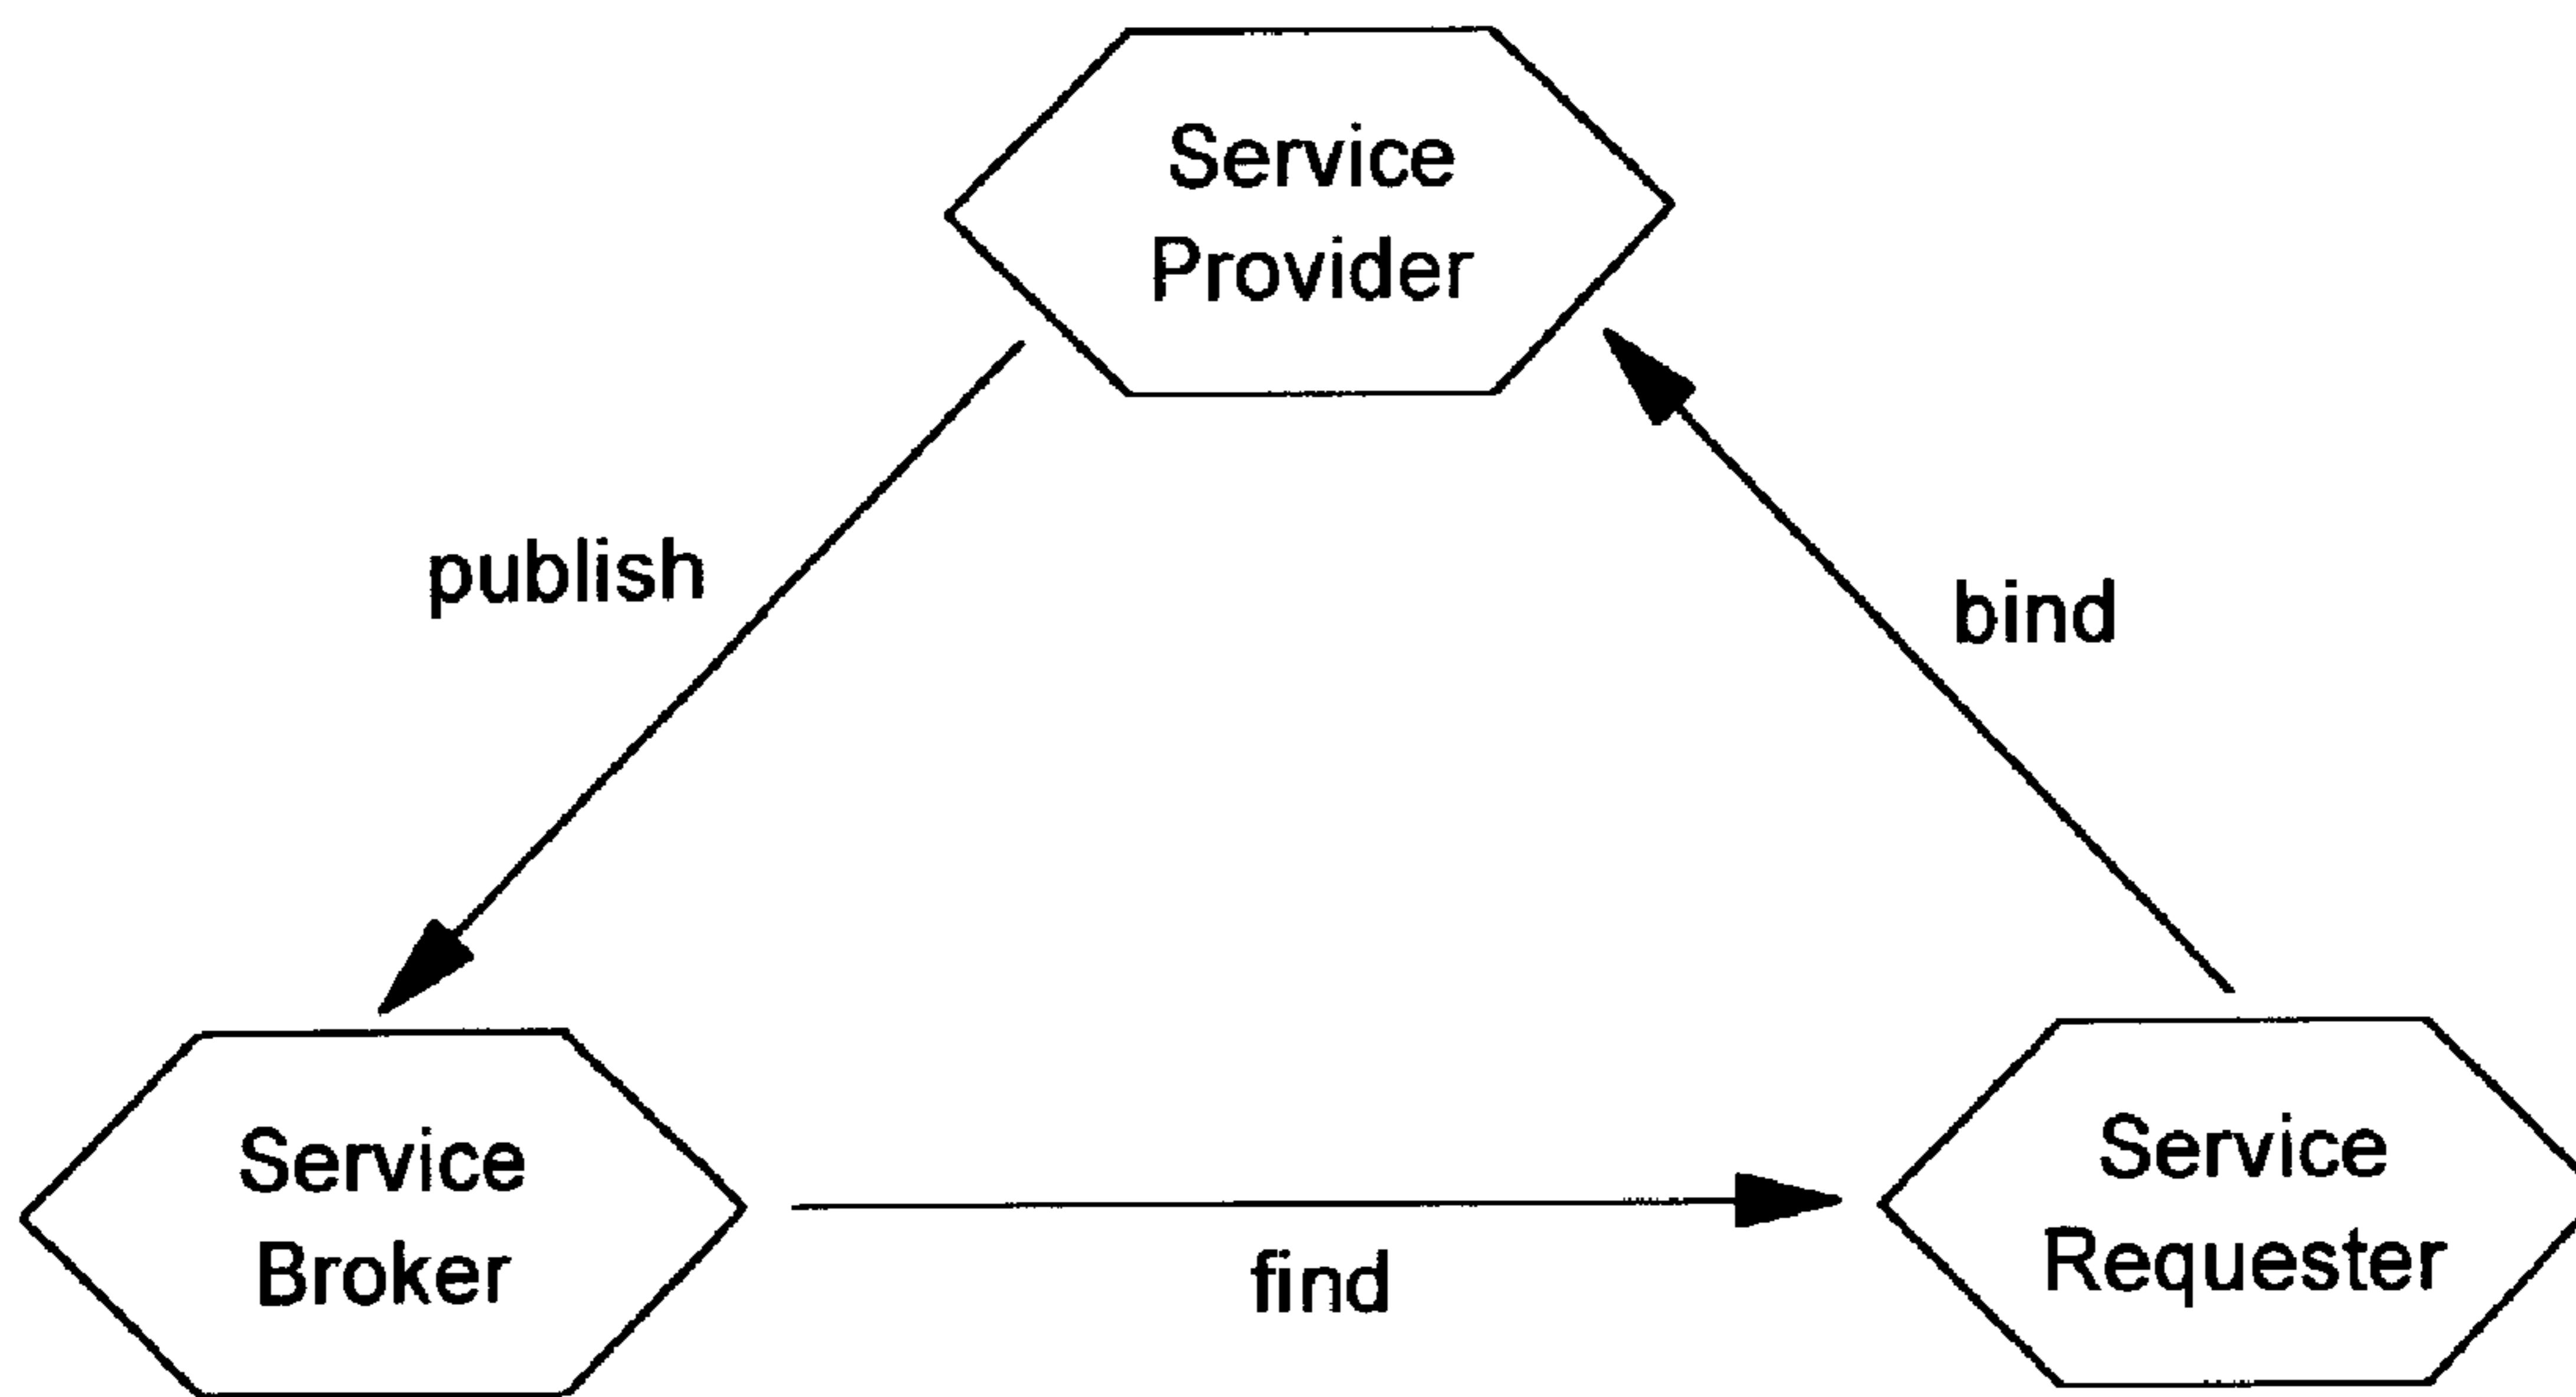 Service
Provider
publish
bind
Service
Broker
find
Service
Requester